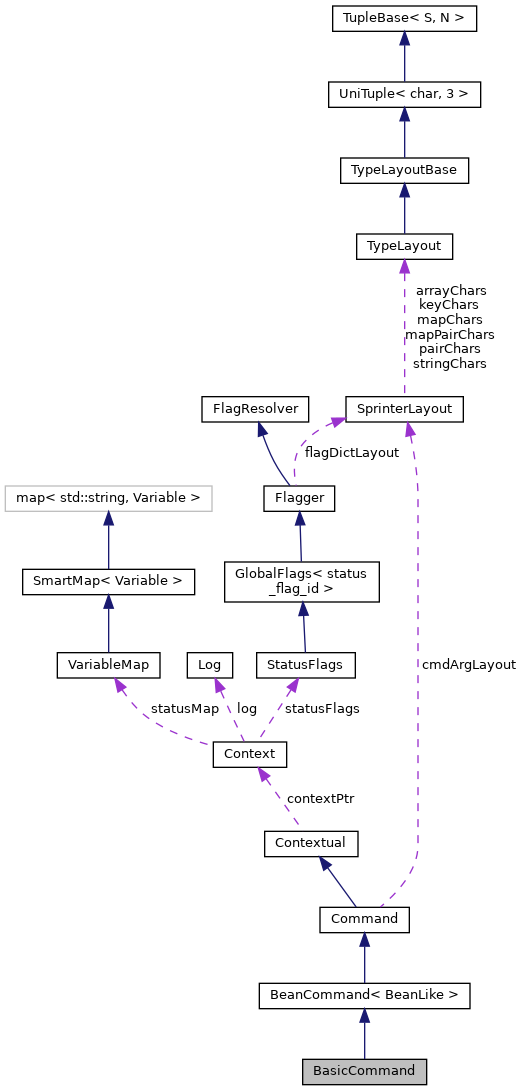 TupleBase< S, N >
UniTuple< char, 3 >
TypeLayoutBase
TypeLayout
arrayChars
keyChars
mapChars
mapPairChars
pairChars
stringChars
FlagResolver
SprinterLayout
flagDictLayout
map< std::string, Variable >
Flagger
SmartMap< Variable >
GlobalFlags< status
_flag_id >
VariableMap
Log
StatusFlags
cmdArgLayout
statusMap
log
statusFlags
Context
contextPtr
Contextual
Command
BeanCommand< BeanLike >
BasicCommand